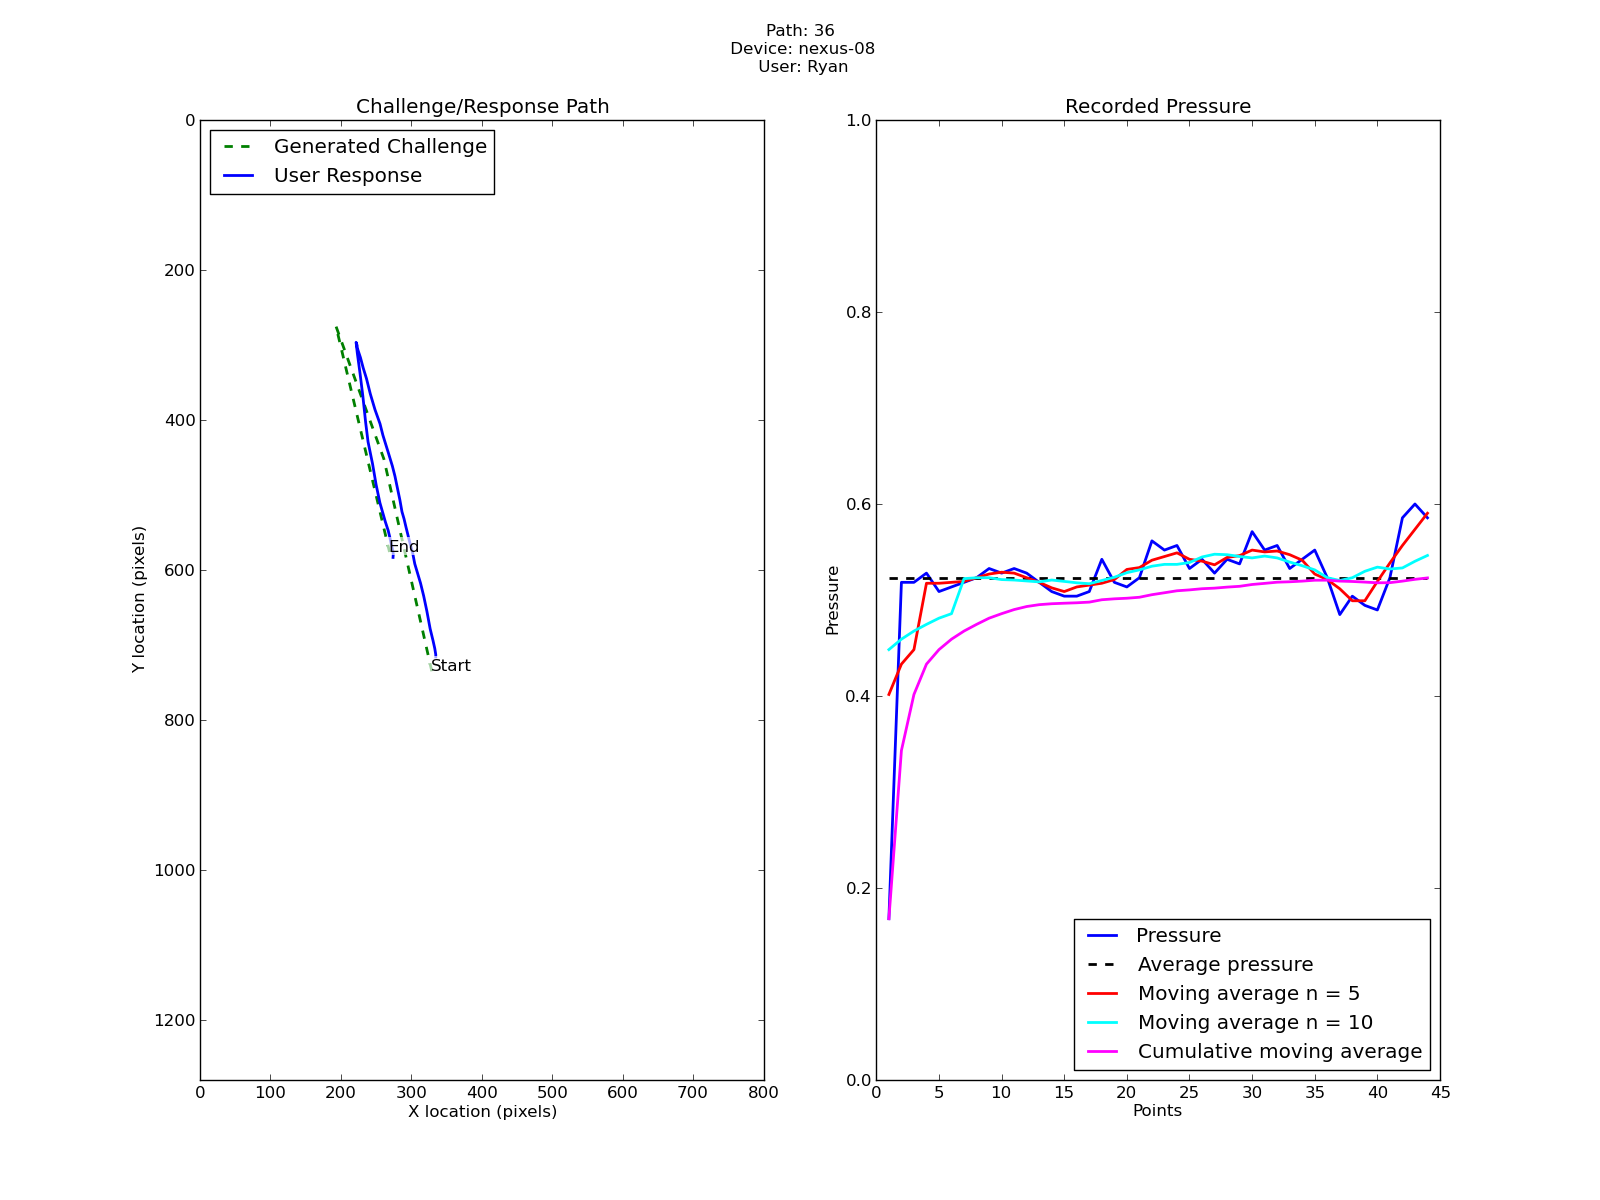 Path: 36
Device: nexus-08
User: Ryan
Challenge/Response Path
Generated Challenge
User Response
0
200
400
600
800
1000
1200
Y location (pixels)
End
Start
0 100 200 300 400 500 600 700 800
X location (pixels)
Recorded Pressure
1.0
0.8
0.6
0.4
0.2
0.0
Pressure
Pressure
Average pressure
Moving average n = 5
Moving average n = 10
Cumulative moving average
0 5 10 15 20 25 30 35 40 45
Points